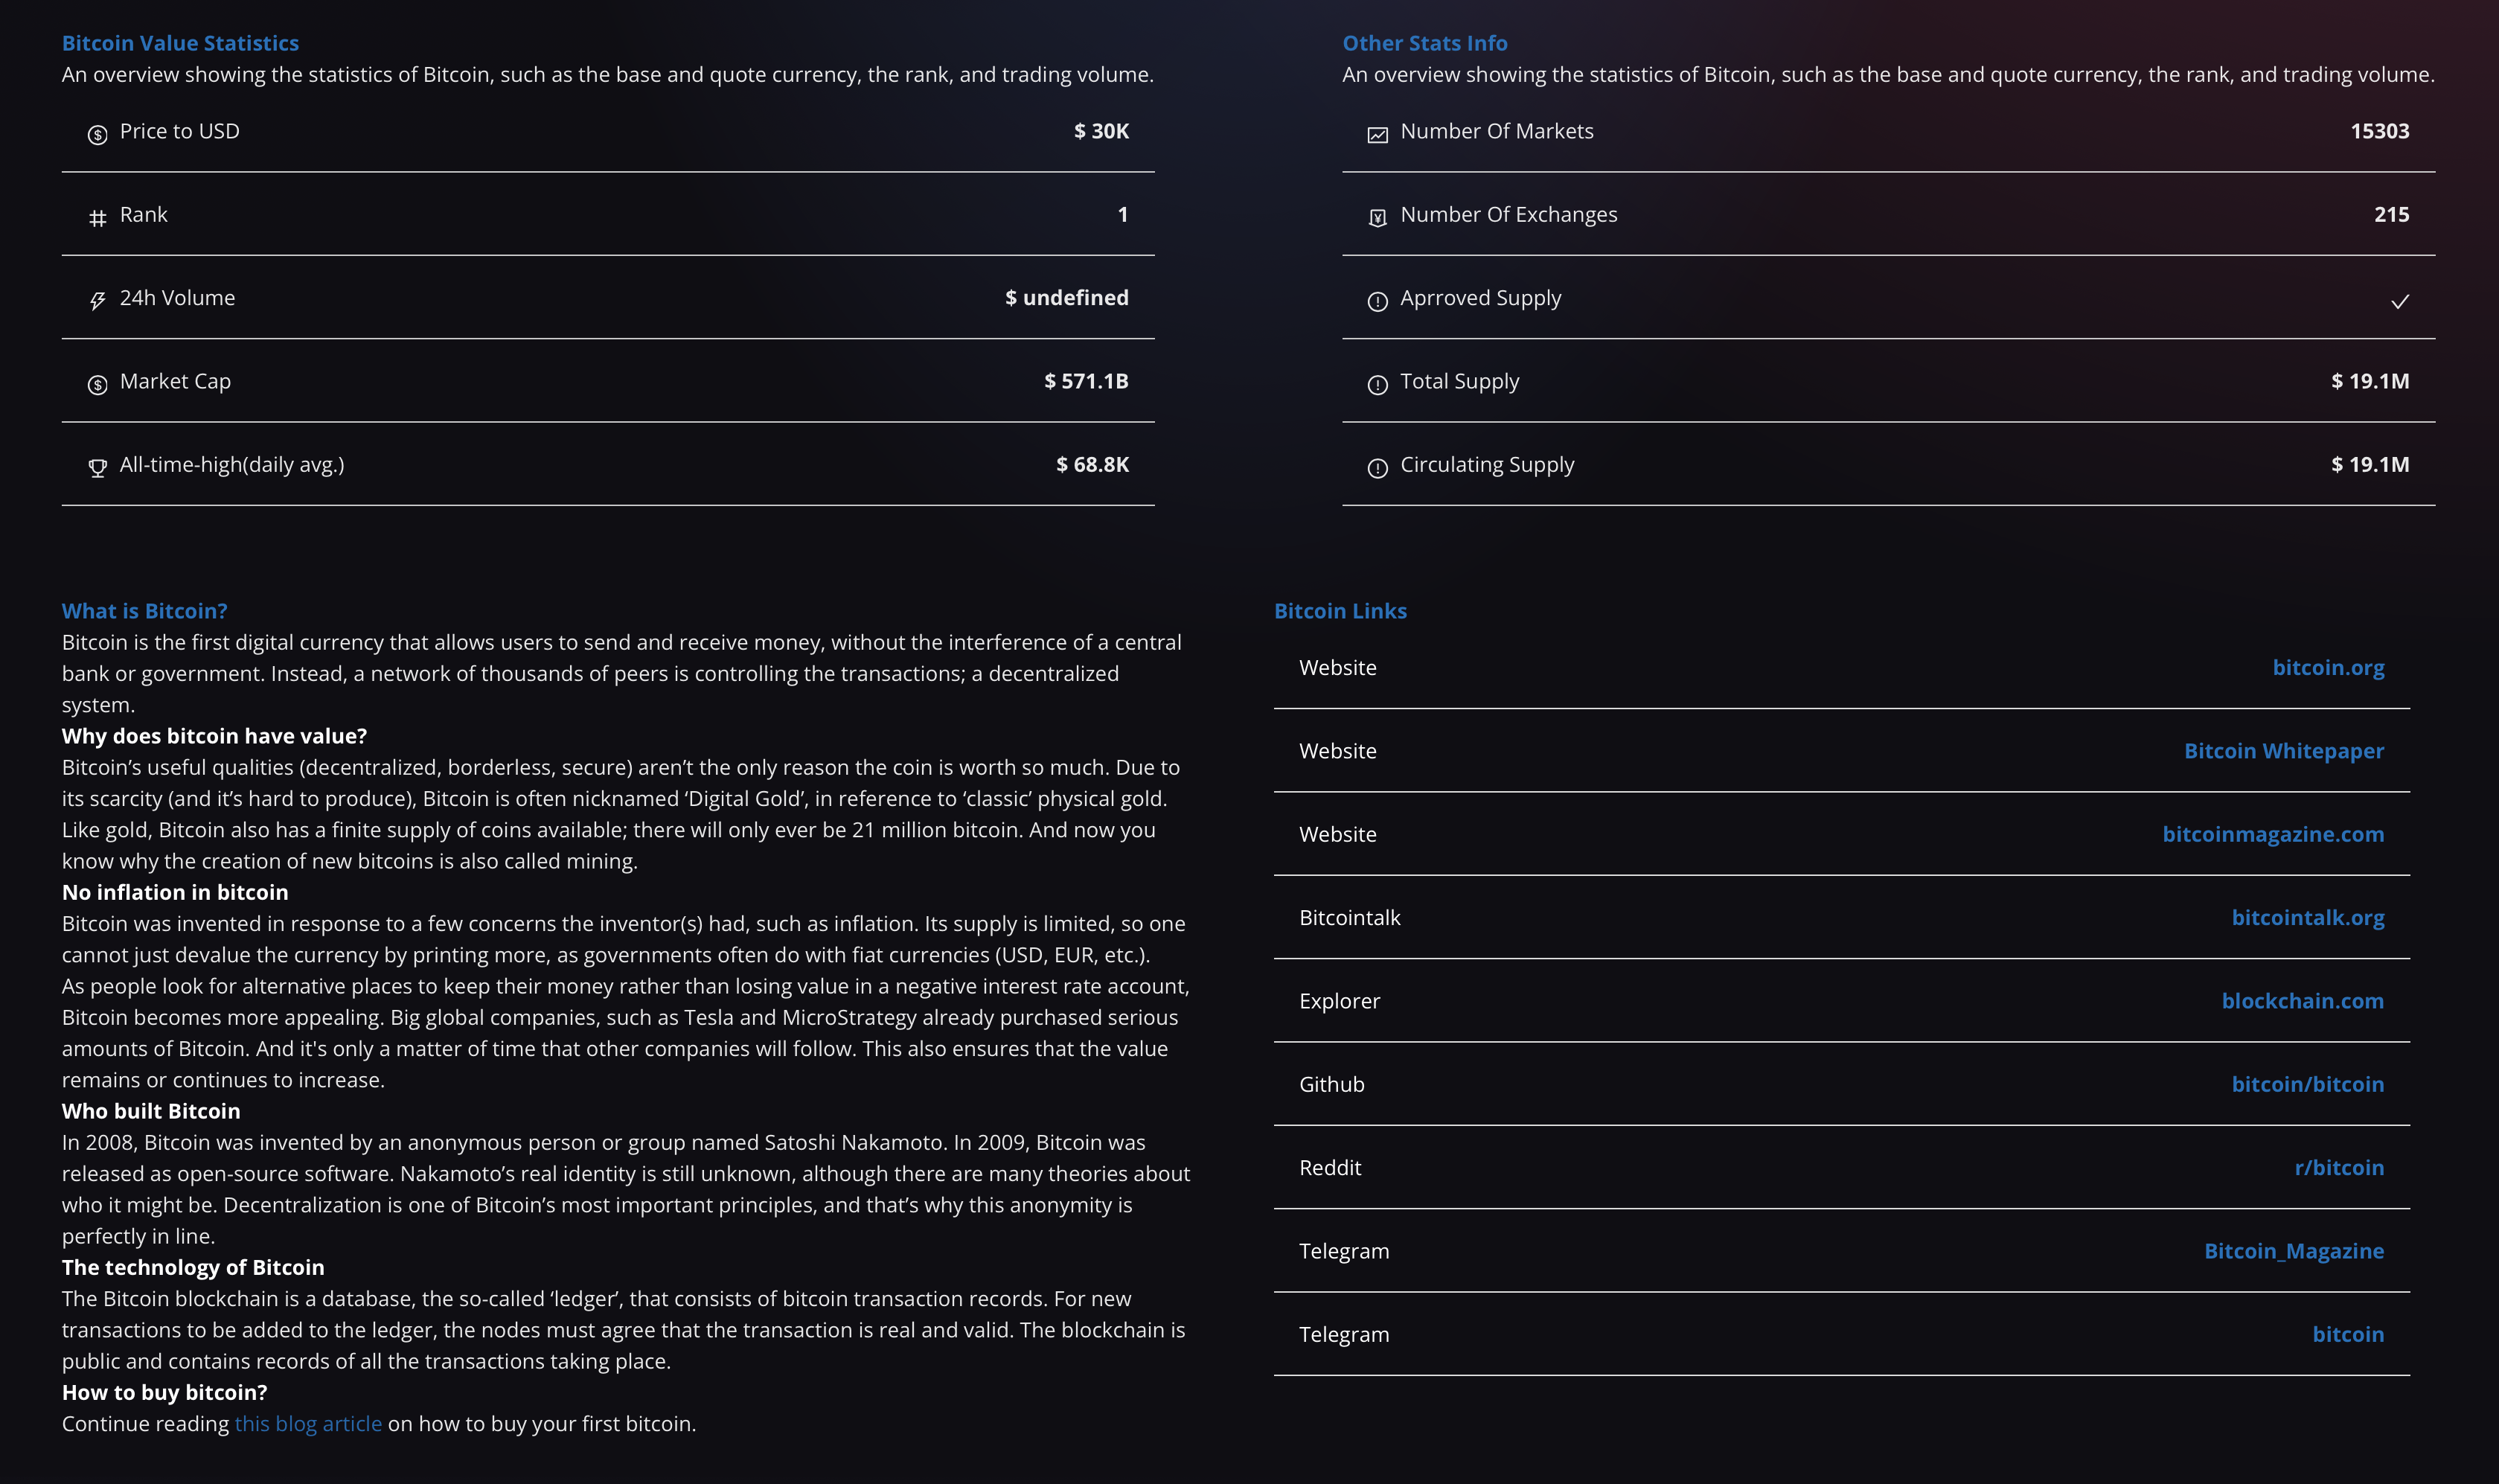 Bitcoin Value Statistics
An overview showing the statistics of Bitcoin, such as the base and quote currency, the rank, and trading volume.
Price to USD $ 30K
Rank 1
24h Volume $ undefined
Market Cap $ 571.1B
All-time-high(daily avg.) $ 68.8K
Other Stats Info
An overview showing the statistics of Bitcoin, such as the base and quote currency, the rank, and trading volume.
Number Of Markets 15303
Number Of Exchanges 215
Aprroved Supply ✓
Total Supply $ 19.1M
Circulating Supply $ 19.1M
What is Bitcoin?
Bitcoin is the first digital currency that allows users to send and receive money, without the interference of a central
bank or government. Instead, a network of thousands of peers is controlling the transactions; a decentralized
system.
Why does bitcoin have value?
Bitcoin’s useful qualities (decentralized, borderless, secure) aren’t the only reason the coin is worth so much. Due to
its scarcity (and it’s hard to produce), Bitcoin is often nicknamed ‘Digital Gold’, in reference to ‘classic’ physical gold.
Like gold, Bitcoin also has a finite supply of coins available; there will only ever be 21 million bitcoin. And now you
know why the creation of new bitcoins is also called mining.
No inflation in bitcoin
Bitcoin was invented in response to a few concerns the inventor(s) had, such as inflation. Its supply is limited, so one
cannot just devalue the currency by printing more, as governments often do with fiat currencies (USD, EUR, etc.).
As people look for alternative places to keep their money rather than losing value in a negative interest rate account,
Bitcoin becomes more appealing. Big global companies, such as Tesla and MicroStrategy already purchased serious
amounts of Bitcoin. And it's only a matter of time that other companies will follow. This also ensures that the value
remains or continues to increase.
Who built Bitcoin
In 2008, Bitcoin was invented by an anonymous person or group named Satoshi Nakamoto. In 2009, Bitcoin was
released as open-source software. Nakamoto’s real identity is still unknown, although there are many theories about
who it might be. Decentralization is one of Bitcoin’s most important principles, and that’s why this anonymity is
perfectly in line.
The technology of Bitcoin
The Bitcoin blockchain is a database, the so-called ‘ledger’, that consists of bitcoin transaction records. For new
transactions to be added to the ledger, the nodes must agree that the transaction is real and valid. The blockchain is
public and contains records of all the transactions taking place.
How to buy bitcoin?
Continue reading this blog article on how to buy your first bitcoin.
Bitcoin Links
Website bitcoin.org
Website Bitcoin Whitepaper
Website bitcoinmagazine.com
Bitcointalk bitcointalk.org
Explorer blockchain.com
Github bitcoin/bitcoin
Reddit r/bitcoin
Telegram Bitcoin_Magazine
Telegram bitcoin